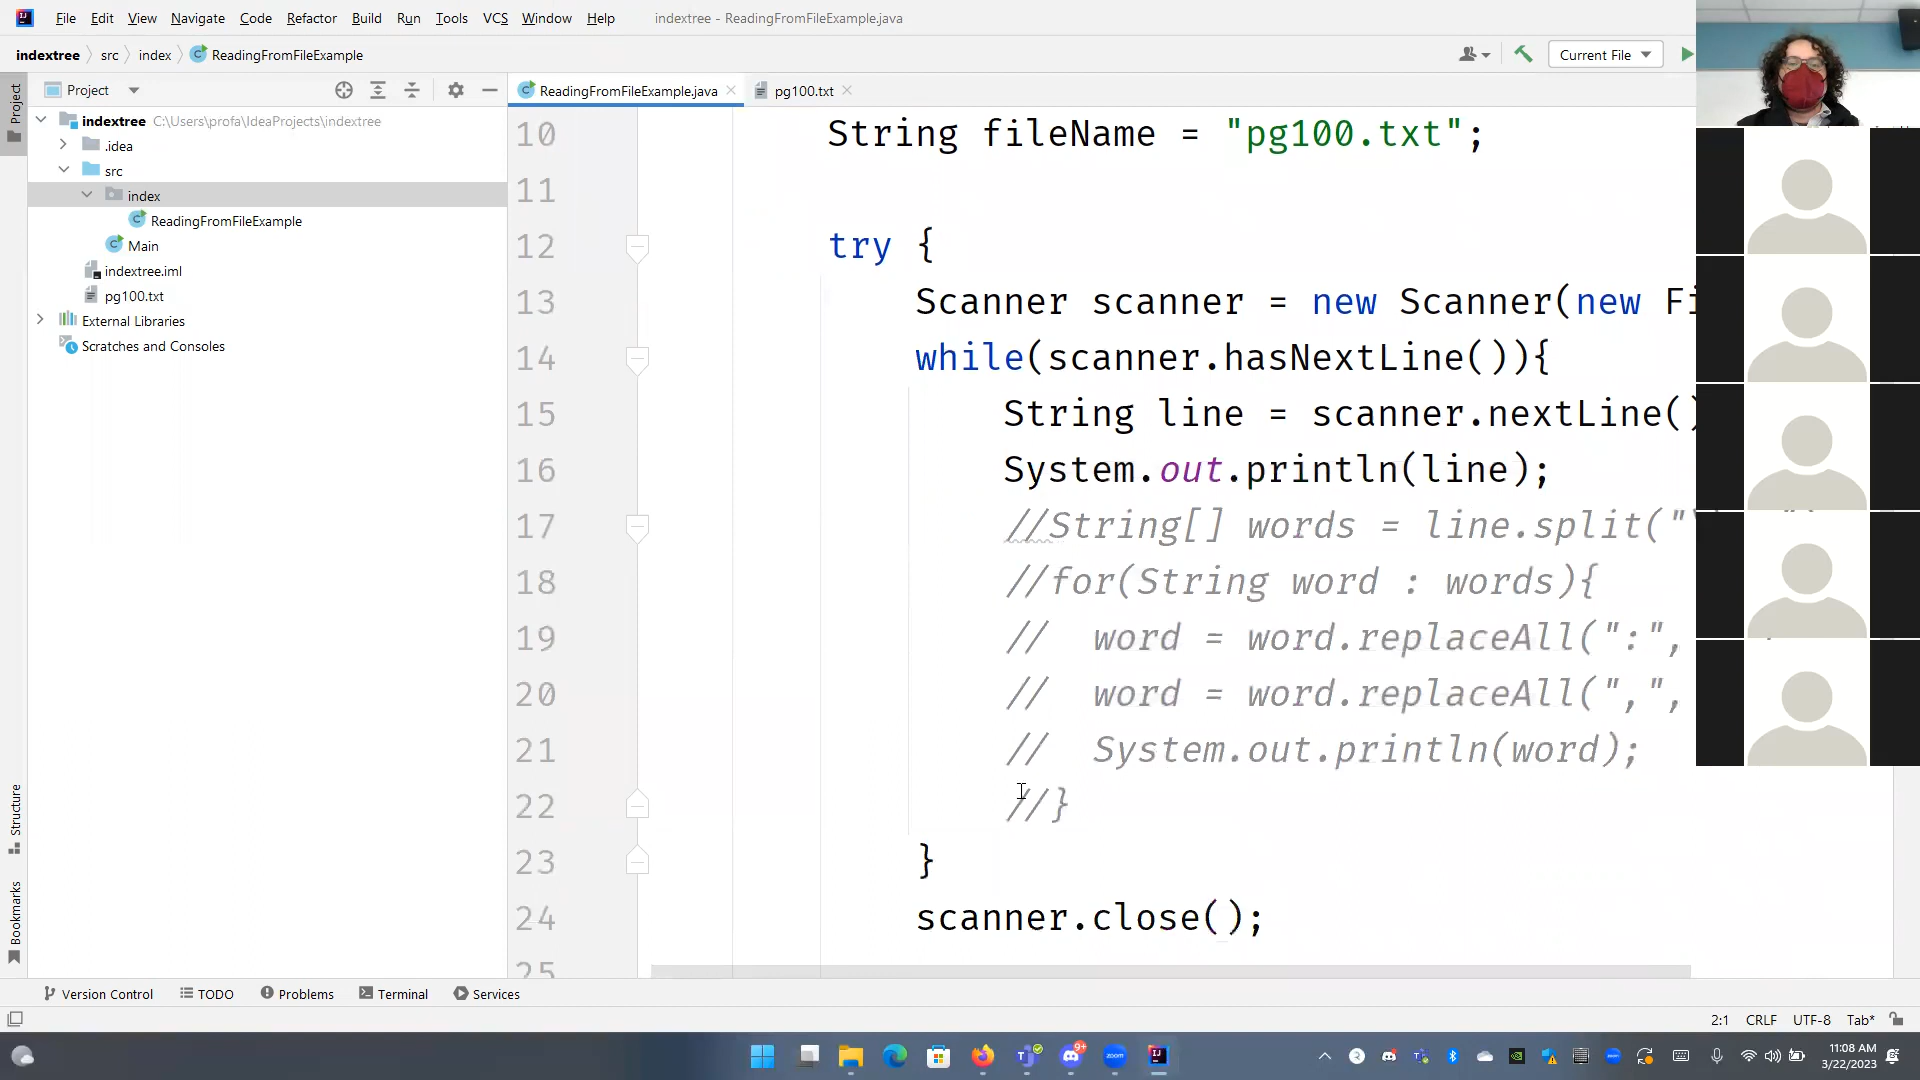 File Edit View Navigate Code Refactor Build Run Tools VCS Window Help indextree - ReadingFromFileExample.java
indextree src index ReadingFromFileExample Current File
Project ReadingFromFileExample.java pg100.txt
Project
indextree C:\Users\profa\IdeaProjects\indextree
.idea
src
index
ReadingFromFileExample
Main
indextree.iml
pg100.txt
External Libraries
Scratches and Consoles
10 String fileName = "pg100.txt";
11
12 try {
13 Scanner scanner = new Scanner(new Fi
14 while(scanner.hasNextLine()){
15 String line = scanner.nextLine()
16 System.out.println(line);
17 //String[] words = line.split("
18 //for(String word : words){
19 // word = word.replaceAll(":",
20 // word = word.replaceAll(",",
21 // System.out.println(word);
22 //}
23 }
24 scanner.close();
25
Structure
Bookmarks
Version Control TODO Problems Terminal Services
2:1 CRLF UTF-8 Tab*
9+
zoom
11:08 AM
3/22/2023